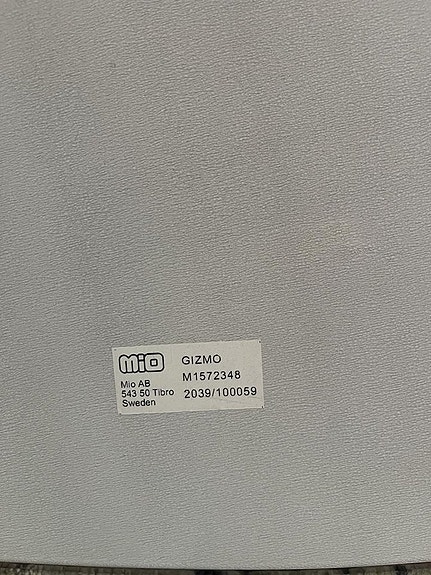 mio
Mio AB
543 50 Tibro
Sweden
GIZMO
M1572348
2039/100059